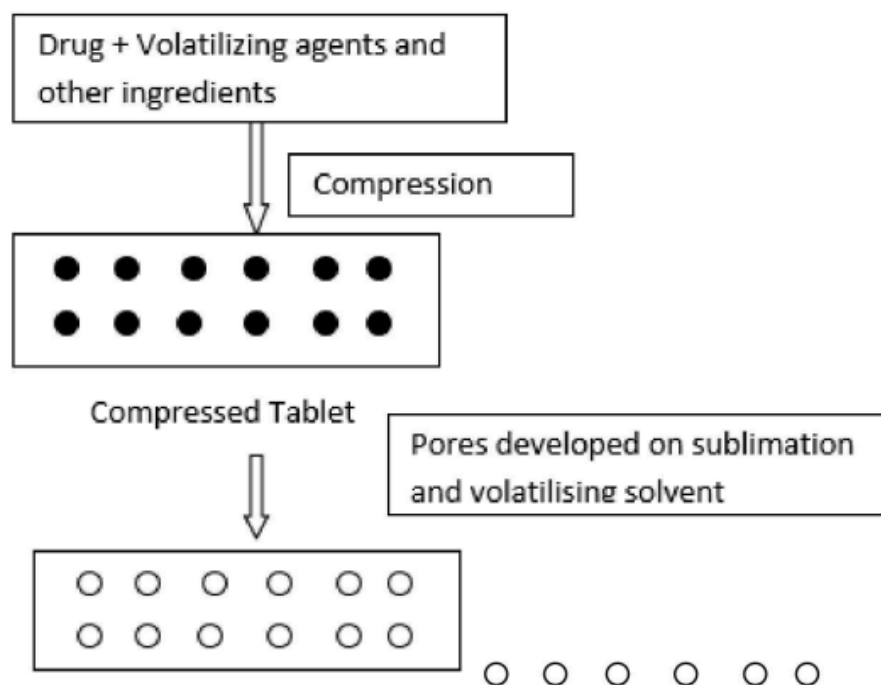 Drug + Volatilizing agents and
other ingredients
Compression
Compressed Tablet
Pores developed on sublimation
and volatilising solvent